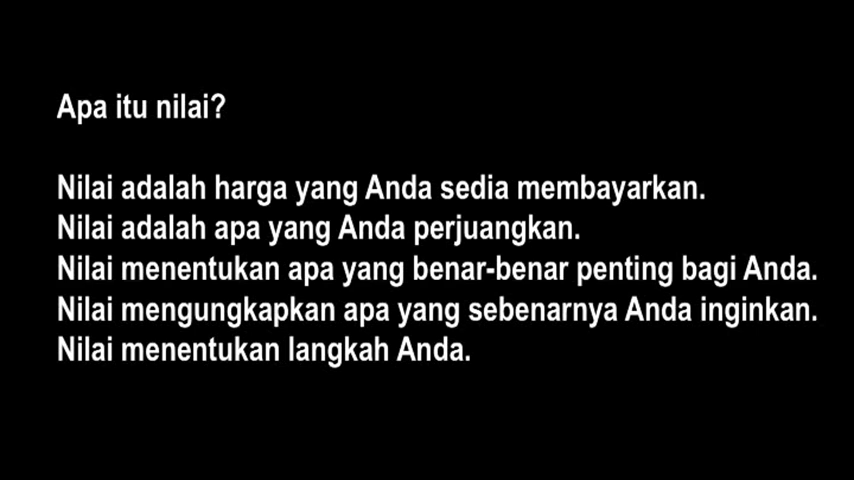 Apa itu nilai?
Nilai adalah harga yang Anda sedia membayarkan.
Nilai adalah apa yang Anda perjuangkan.
Nilai menentukan apa yang benar-benar penting bagi Anda.
Nilai mengungkapkan apa yang sebenarnya Anda inginkan.
Nilai menentukan langkah Anda.